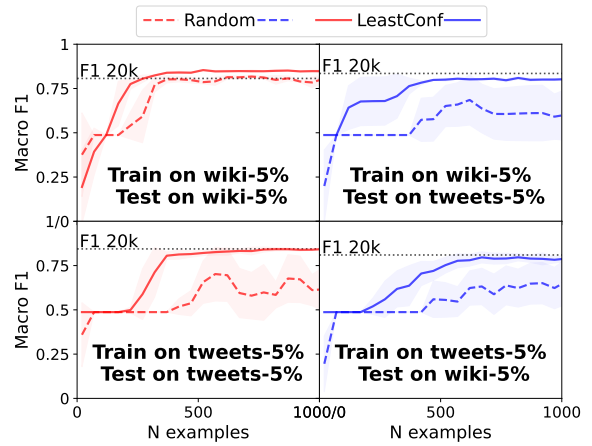 Random LeastConf
1
F1 20k F1 20k
0.75
Macro F1
0.5
0.25
Train on wiki-5% Train on wiki-5%
Test on wiki-5% Test on tweets-5%
1/0
F1 20k F1 20k
0.75
Macro F1
0.5
0.25
Train on tweets-5% Train on tweets-5%
Test on tweets-5% Test on wiki-5%
0
0 500 1000/0 500 1000
N examples N examples